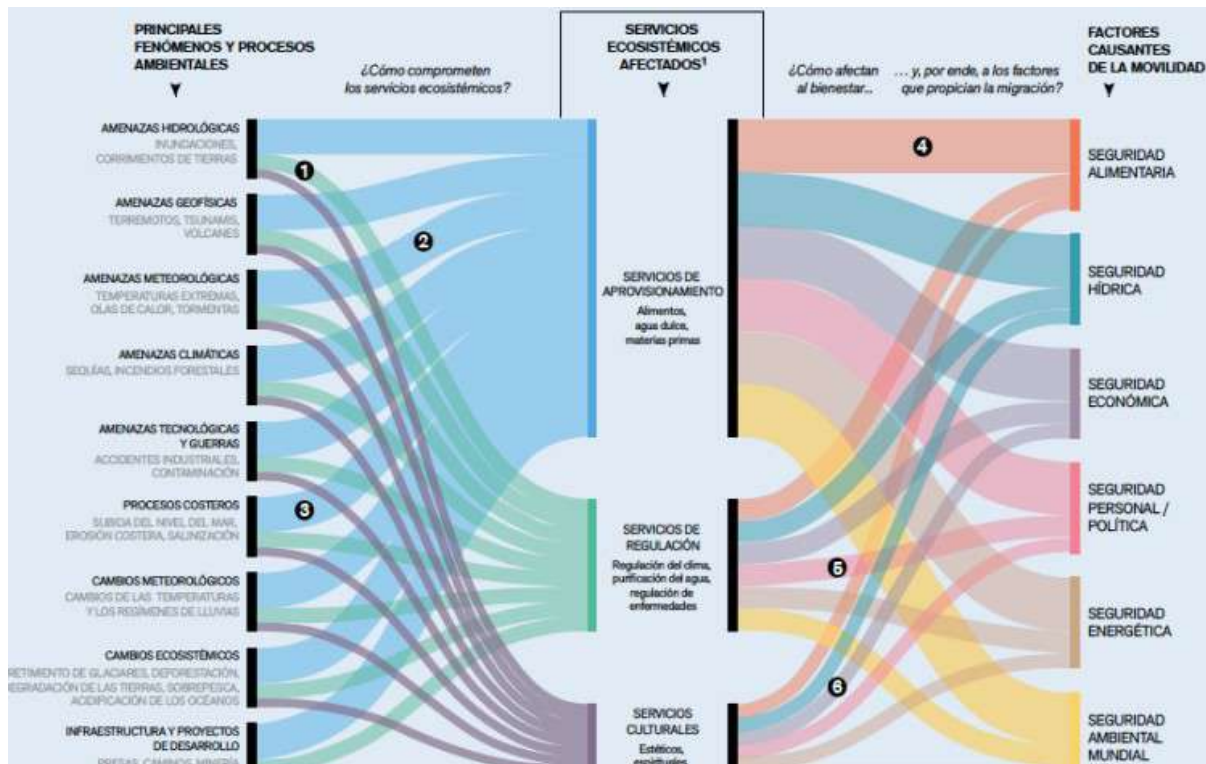 PRINCIPALES
FENÓMENOS Y PROCESOS
AMBIENTALES
¿Cómo comprometen
los servicios ecosistémicos?
SERVICIOS
ECOSISTÉMICOS
AFECTADOS¹
¿Cómo afectan
al bienestar...
... y, por ende, a los factores
que propician la migración?
FACTORES
CAUSANTES
DE LA MOVILIDAD
AMENAZAS HIDROLÓGICAS
INUNDACIONES,
CORRIMIENTOS DE TIERRAS
AMENAZAS GEOFÍSICAS
TERREMOTOS, TSUNAMIS,
VOLCANES
AMENAZAS METEOROLÓGICAS
TEMPERATURAS EXTREMAS,
OLAS DE CALOR, TORMENTAS
AMENAZAS CLIMÁTICAS
SEQUÍAS, INCENDIOS FORESTALES
AMENAZAS TECNOLÓGICAS
Y GUERRAS
ACCIDENTES INDUSTRIALES,
CONTAMINACIÓN
PROCESOS COSTEROS
SUBIDA DEL NIVEL DEL MAR,
EROSIÓN COSTERA, SALINIZACIÓN
CAMBIOS METEOROLÓGICOS
CAMBIOS DE LAS TEMPERATURAS
Y LOS REGÍMENES DE LLUVIAS
CAMBIOS ECOSISTÉMICOS
RETIMIENTO DE GLACIARES, DEFORESTACIÓN,
EGRADACIÓN DE LAS TIERRAS, SOBREPESCA,
ACIDIFICACIÓN DE LOS OCÉANOS
INFRAESTRUCTURA Y PROYECTOS
DE DESARROLLO
PRESAS, CAMINOS, MINERÍA
1
2
3
SERVICIOS DE
APROVISIONAMIENTO
Alimentos,
agua dulce,
materias primas
SERVICIOS DE
REGULACIÓN
Regulación del clima,
purificación del agua,
regulación de
enfermedades
SERVICIOS
CULTURALES
Estéticos,
espirituales
4
5
6
SEGURIDAD
ALIMENTARIA
SEGURIDAD
HÍDRICA
SEGURIDAD
ECONÓMICA
SEGURIDAD
PERSONAL /
POLÍTICA
SEGURIDAD
ENERGÉTICA
SEGURIDAD
AMBIENTAL
MUNDIAL